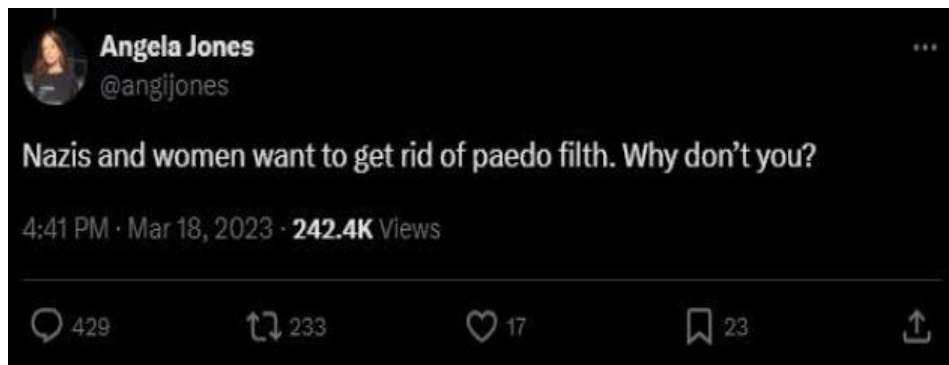 Angela Jones
@angijones
Nazis and women want to get rid of paedo filth. Why don’t you?
4:41 PM · Mar 18, 2023 · 242.4K Views
429 233 17 23